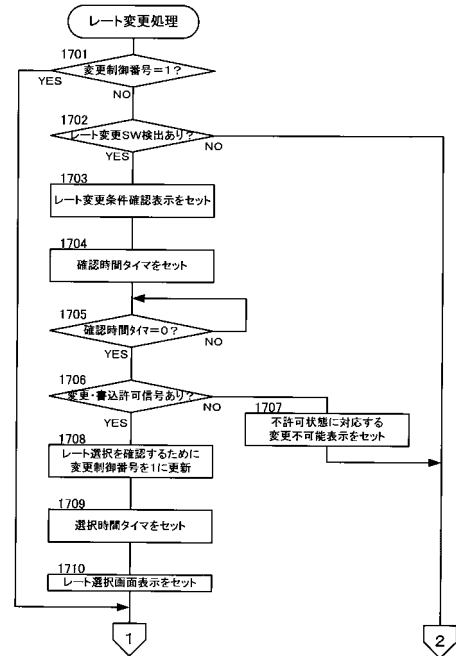 レート変更処理
1701
変更制御番号=1?
YES
NO
1702
レート変更SW検出あり?
NO
YES
1703
レート変更条件確認表示をセット
1704
確認時間タイマをセット
1705
確認時間タイマ=0?
NO
YES
1706
変更・書込許可信号あり?
NO
YES
1707
不許可状態に対応する
変更不可能表示をセット
1708
レート選択を確認するために
変更制御番号を1に更新
1709
選択時間タイマをセット
1710
レート選択画面表示をセット
1
2